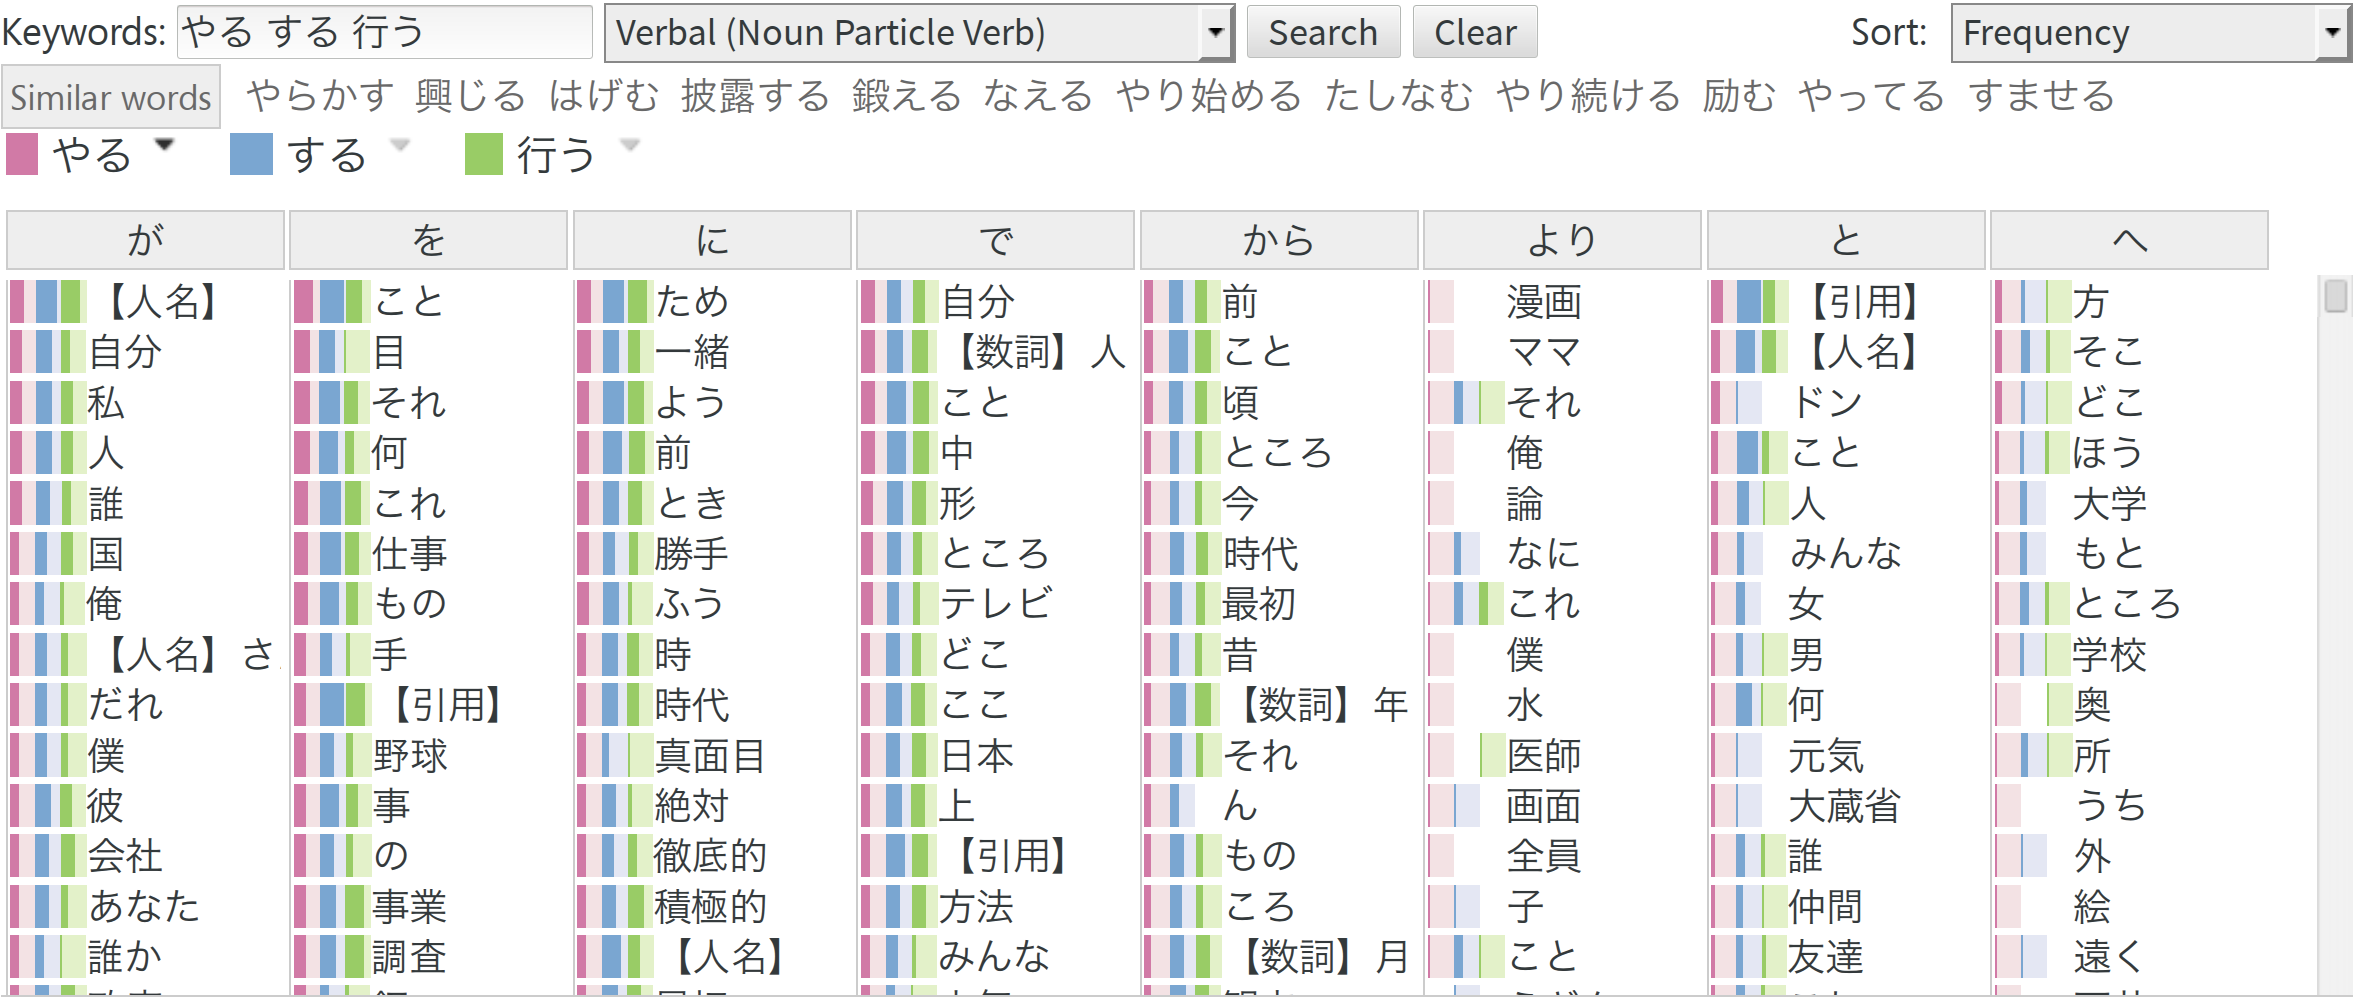 Keywords: やる する 行う Verbal (Noun Particle Verb) Search Clear Sort: Frequency
Similar words やらかす 興じる はげむ 披露する 鍛える なえる やり始める たしなむ やり続ける 励む やってる すませる
やる する 行う
が を に で から より と へ
【人名】 こと ため 自分 前 漫画 【引用】 方
自分 目 一緒 【数詞】人 こと ママ 【人名】 そこ
私 それ よう こと 頃 それ ドン どこ
人 何 前 中 ところ 俺 こと ほう
誰 これ とき 形 今 論 人 大学
国 仕事 勝手 ところ 時代 なに みんな もと
俺 もの ふう テレビ 最初 これ 女 ところ
【人名】さ 手 時 どこ 昔 僕 男 学校
だれ 【引用】 時代 ここ 【数詞】年 水 何 奥
僕 野球 真面目 日本 それ 医師 元気 所
彼 事 絶対 上 ん 画面 大蔵省 うち
会社 の 徹底的 【引用】 もの 全員 誰 外
あなた 事業 積極的 方法 ころ 子 仲間 絵
誰か 調査 【人名】 みんな 【数詞】月 こと 友達 遠く